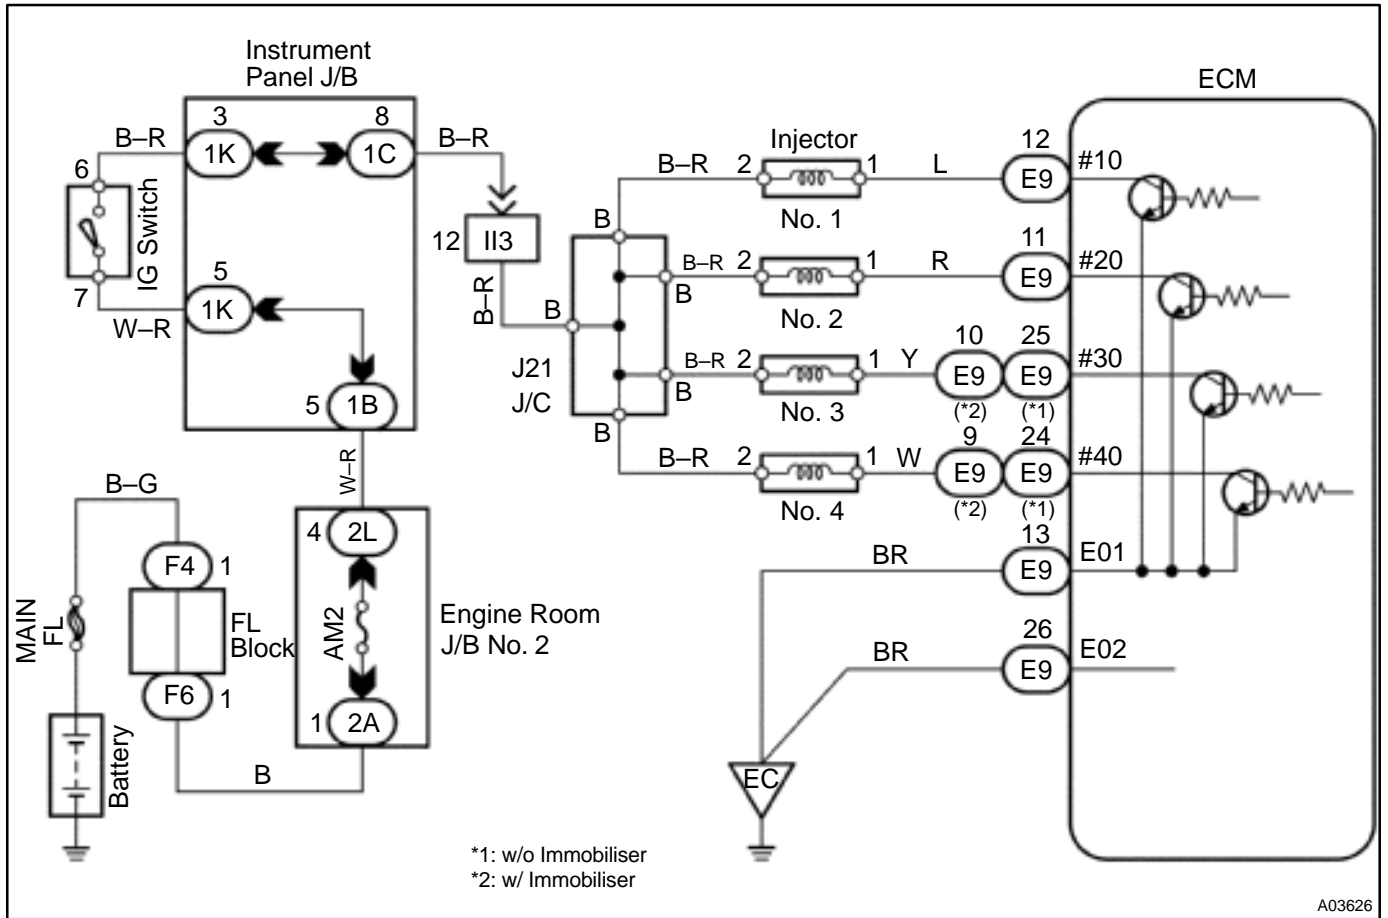 Instrument
Panel J/B
ECM
3
8
B–R
1K
1C
B–R
6
IG Switch
7
W–R
5
1K
5
1B
W–R
12
II3
B–R
B
J21
J/C
B
B
B
B
Injector
B–R
2
1
L
12
E9
#10
No. 1
B–R
2
1
R
11
E9
#20
No. 2
B–R
2
1
Y
10
E9
(*2)
25
E9
(*1)
#30
No. 3
B–R
2
1
W
9
E9
(*2)
24
E9
(*1)
#40
No. 4
BR
13
E9
E01
BR
26
E9
E02
EC
B–G
MAIN
FL
F4
1
FL
Block
F6
1
Battery
B
4
2L
AM2
1
2A
Engine Room
J/B No. 2
*1: w/o Immobiliser
*2: w/ Immobiliser
A03626